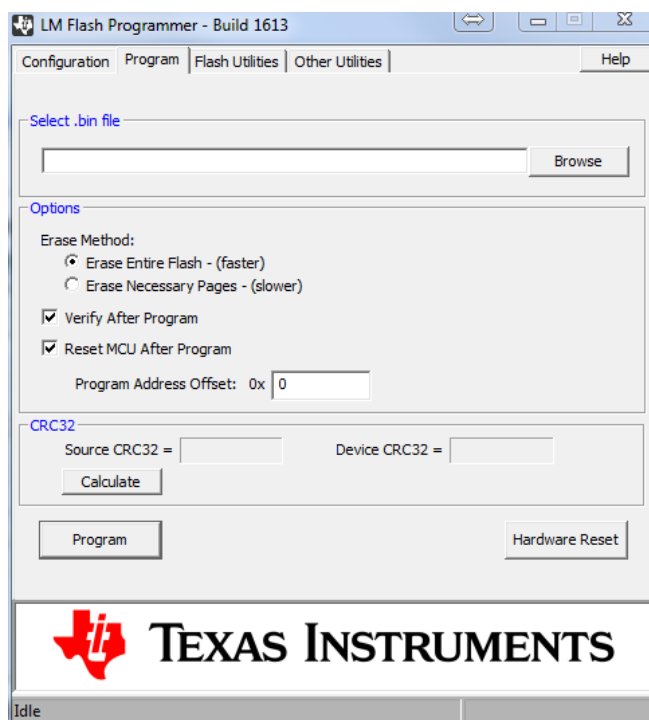 LM Flash Programmer - Build 1613
Configuration Program Flash Utilities Other Utilities Help
Select .bin file
Browse
Options
Erase Method:
Erase Entire Flash - (faster)
Erase Necessary Pages - (slower)
Verify After Program
Reset MCU After Program
Program Address Offset: 0x 0
CRC32
Source CRC32 = Device CRC32 =
Calculate
Program Hardware Reset
TEXAS INSTRUMENTS
Idle